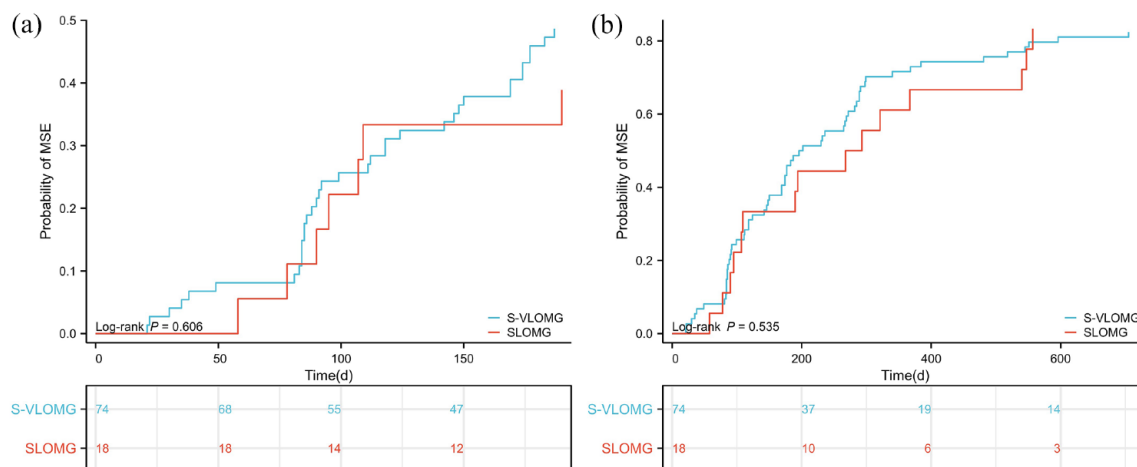 (a)
0.5
0.4
0.3
0.2
0.1
0.0
Probability of MSE
Log-rank P = 0.606
S-VLOMG
SLOMG
0 50 100 150
Time(d)
S-VLOMG 74 68 55 47
SLOMG 18 18 14 12
(b)
0.8
0.6
0.4
0.2
0.0
Probability of MSE
Log-rank P = 0.535
S-VLOMG
SLOMG
0 200 400 600
Time(d)
S-VLOMG 74 37 19 14
SLOMG 18 10 6 3